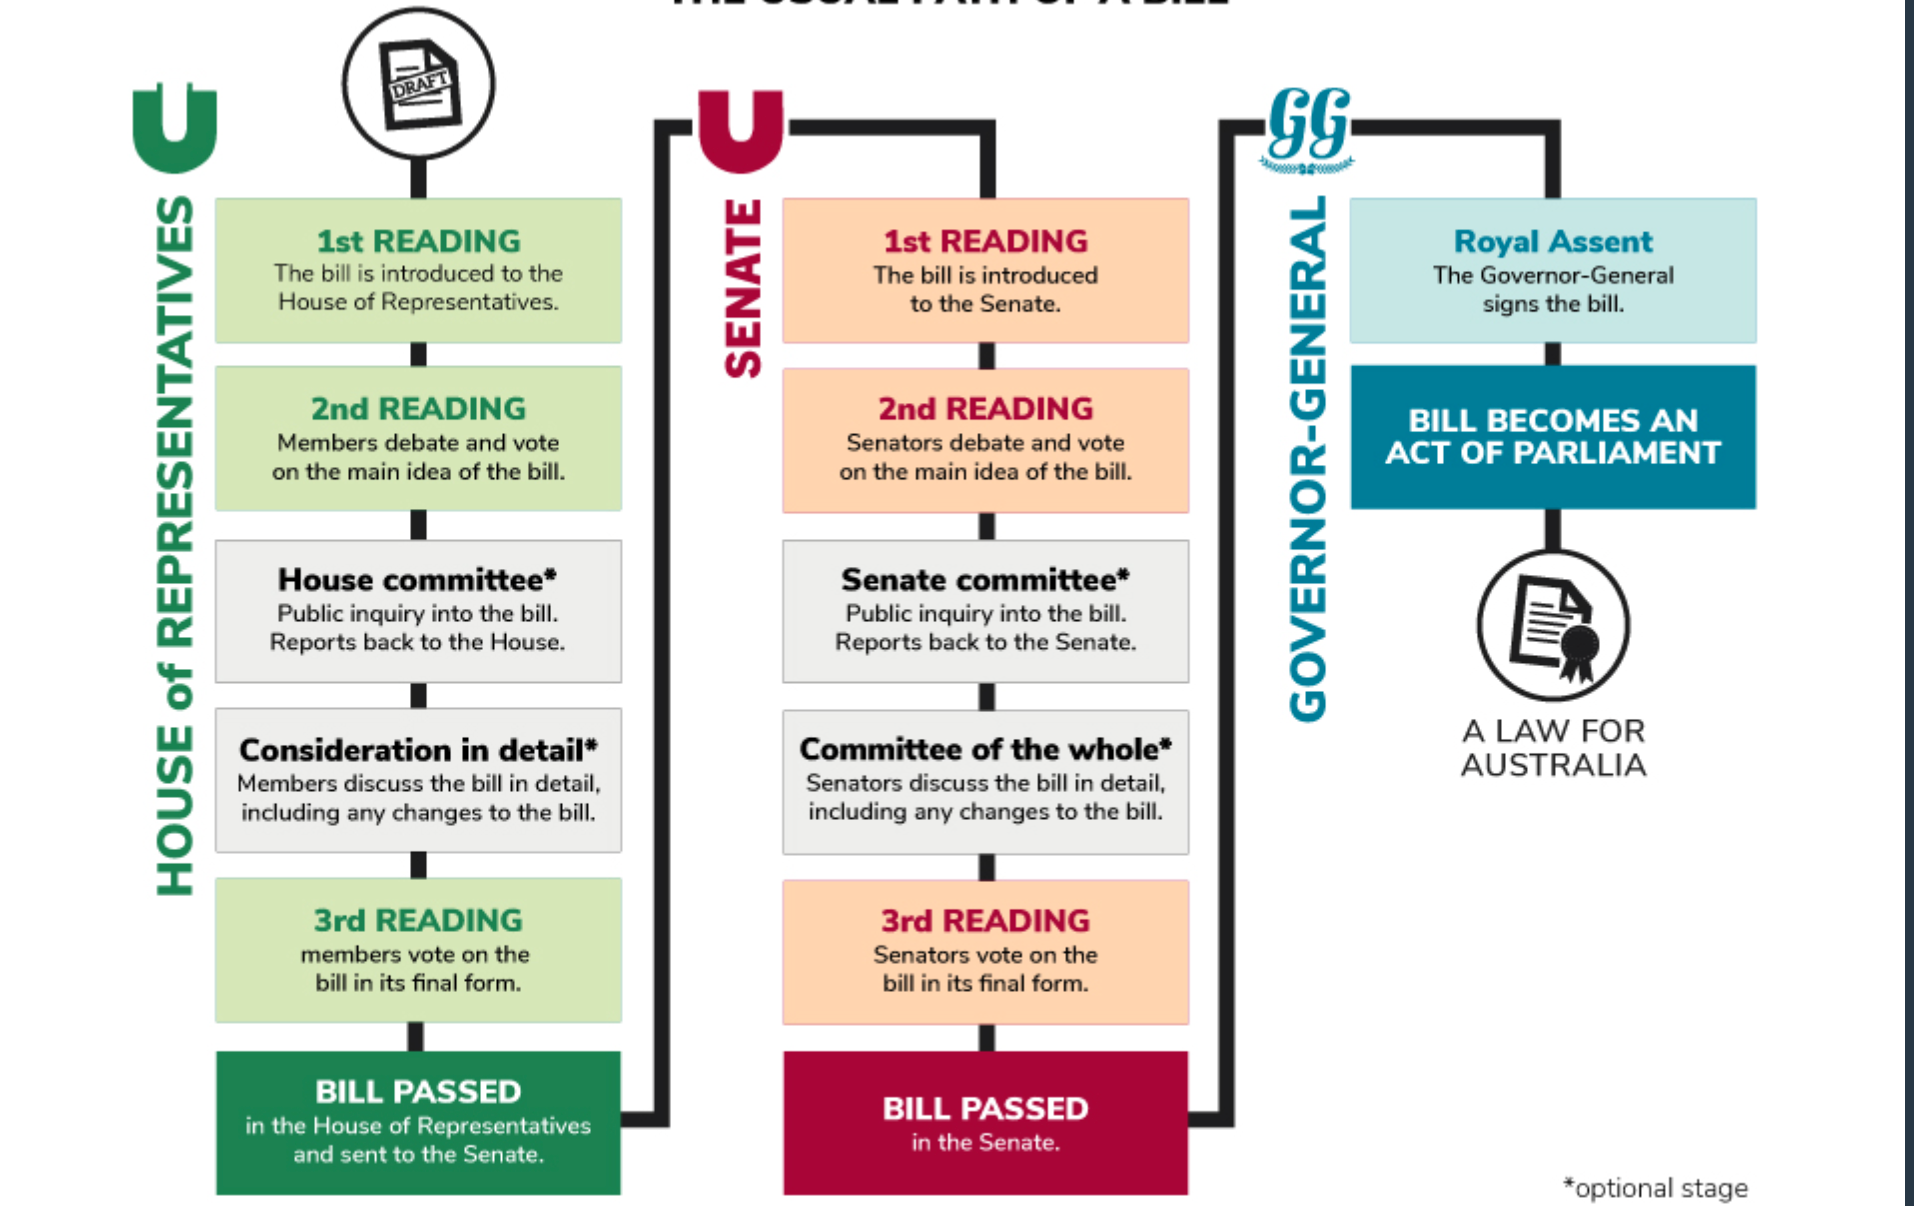 THE USUAL PATH OF A BILL
DRAFT
HOUSE of REPRESENTATIVES
1st READING
The bill is introduced to the
House of Representatives.
2nd READING
Members debate and vote
on the main idea of the bill.
House committee*
Public inquiry into the bill.
Reports back to the House.
Consideration in detail*
Members discuss the bill in detail,
including any changes to the bill.
3rd READING
members vote on the
bill in its final form.
BILL PASSED
in the House of Representatives
and sent to the Senate.
SENATE
1st READING
The bill is introduced
to the Senate.
2nd READING
Senators debate and vote
on the main idea of the bill.
Senate committee*
Public inquiry into the bill.
Reports back to the Senate.
Committee of the whole*
Senators discuss the bill in detail,
including any changes to the bill.
3rd READING
Senators vote on the
bill in its final form.
BILL PASSED
in the Senate.
GG
GOVERNOR-GENERAL
Royal Assent
The Governor-General
signs the bill.
BILL BECOMES AN
ACT OF PARLIAMENT
A LAW FOR
AUSTRALIA
*optional stage